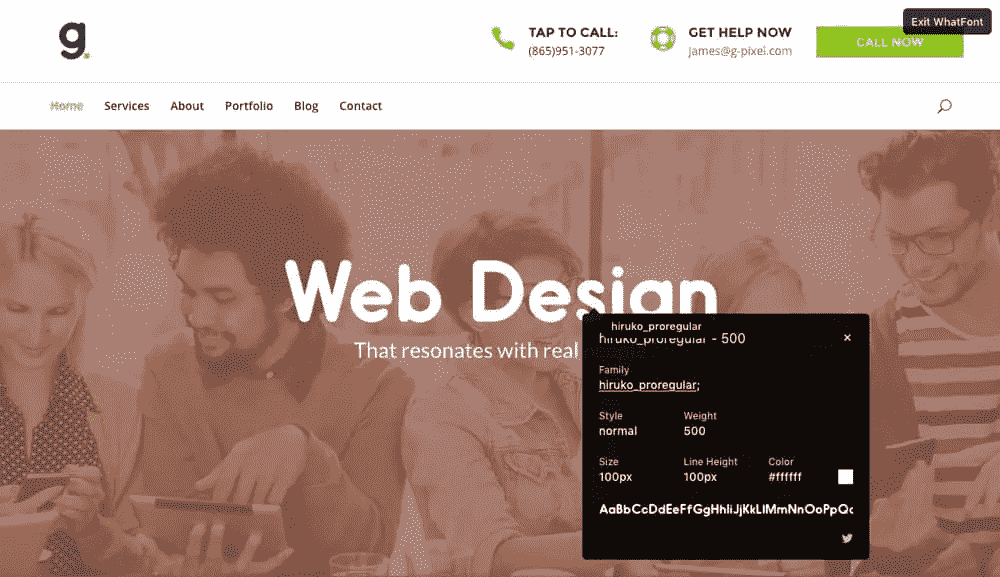 Exit WhatFont
g.
TAP TO CALL:
(865)951-3077
GET HELP NOW
james@g-pixel.com
CALL NOW
Home Services About Portfolio Blog Contact
Web Design
That resonates with real
hiruko_proregular
hiruko_proregular - 500
Family
hiruko_proregular;
Style Weight
normal 500
Size Line Height Color
100px 100px #ffffff
AaBbCcDdEeFfGgHhIiJjKkLlMmNnOoPpQq